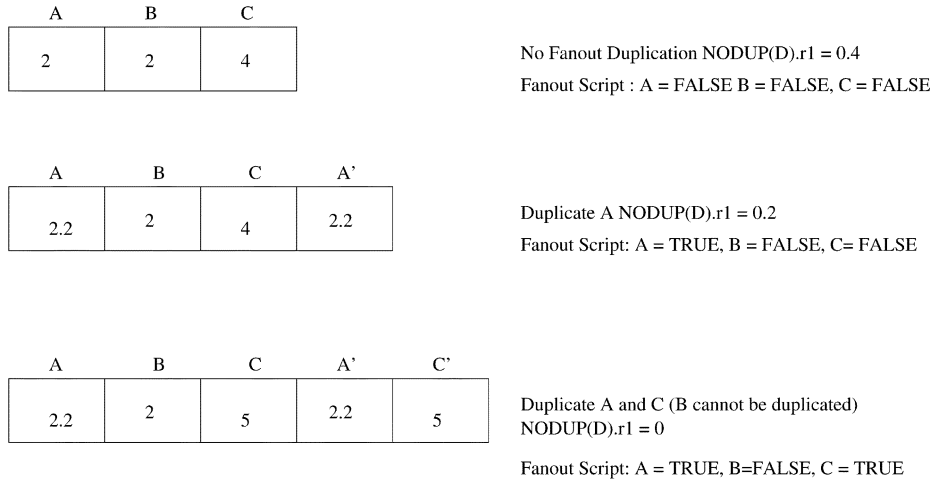 A B C
2 2 4
No Fanout Duplication NODUP(D).r1 = 0.4
Fanout Script : A = FALSE B = FALSE, C = FALSE
A B C A’
2.2 2 4 2.2
Duplicate A NODUP(D).r1 = 0.2
Fanout Script: A = TRUE, B = FALSE, C= FALSE
A B C A’ C’
2.2 2 5 2.2 5
Duplicate A and C (B cannot be duplicated)
NODUP(D).r1 = 0
Fanout Script: A = TRUE, B=FALSE, C = TRUE